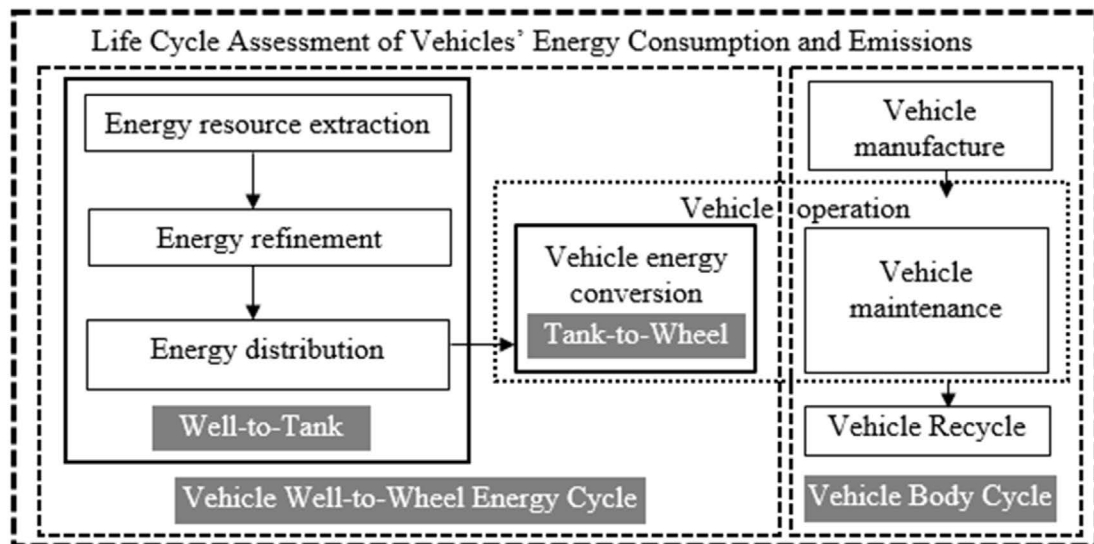 Life Cycle Assessment of Vehicles’ Energy Consumption and Emissions
Energy resource extraction
Energy refinement
Energy distribution
Well-to-Tank
Vehicle operation
Vehicle energy
conversion
Tank-to-Wheel
Vehicle Well-to-Wheel Energy Cycle
Vehicle
manufacture
Vehicle
maintenance
Vehicle Recycle
Vehicle Body Cycle